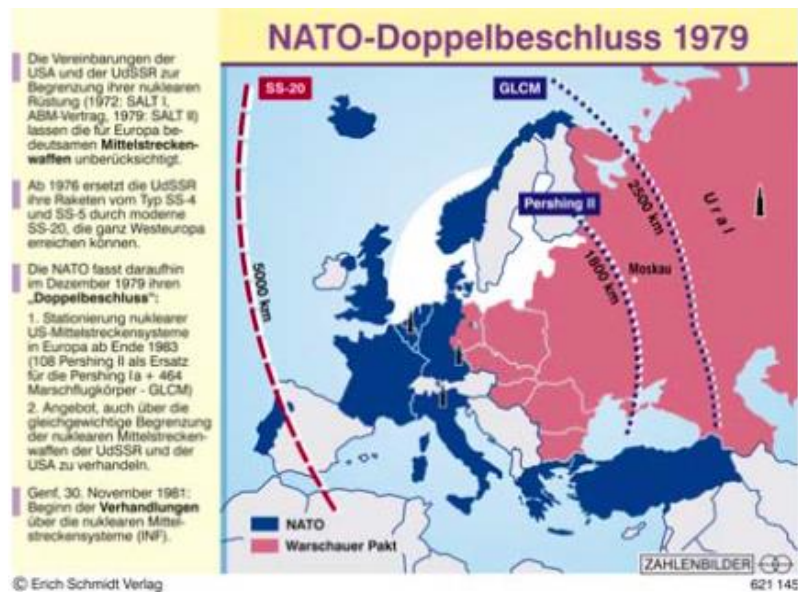 NATO-Doppelbeschluss 1979
Die Vereinbarungen der
USA und der UdSSR zur
Begrenzung ihrer nuklearen
Rüstung (1972: SALT I,
ABM-Vertrag, 1979: SALT II)
lassen die für Europa be-
deutsamen Mittelstrecken-
waffen unberücksichtigt.
Ab 1976 ersetzt die UdSSR
ihre Raketen vom Typ SS-4
und SS-5 durch moderne
SS-20, die ganz Westeuropa
erreichen können.
Die NATO fasst daraufhin
im Dezember 1979 ihren
„Doppelbeschluss":
1. Stationierung nuklearer
US-Mittelstreckensysteme
in Europa ab Ende 1983
(108 Pershing II als Ersatz
für die Pershing Ia + 464
Marschflugkörper - GLCM)
2. Angebot, auch über die
gleichgewichtige Begrenzung
der nuklearen Mittelstrecken-
waffen der UdSSR und der
USA zu verhandeln.
Genf, 30. November 1981:
Beginn der Verhandlungen
über die nuklearen Mittel-
streckensysteme (INF).
SS-20
GLCM
Pershing II
2500 km
Ural
1800 km
Moskau
5000 km
NATO
Warschauer Pakt
ZAHLENBILDER
© Erich Schmidt Verlag
621 145